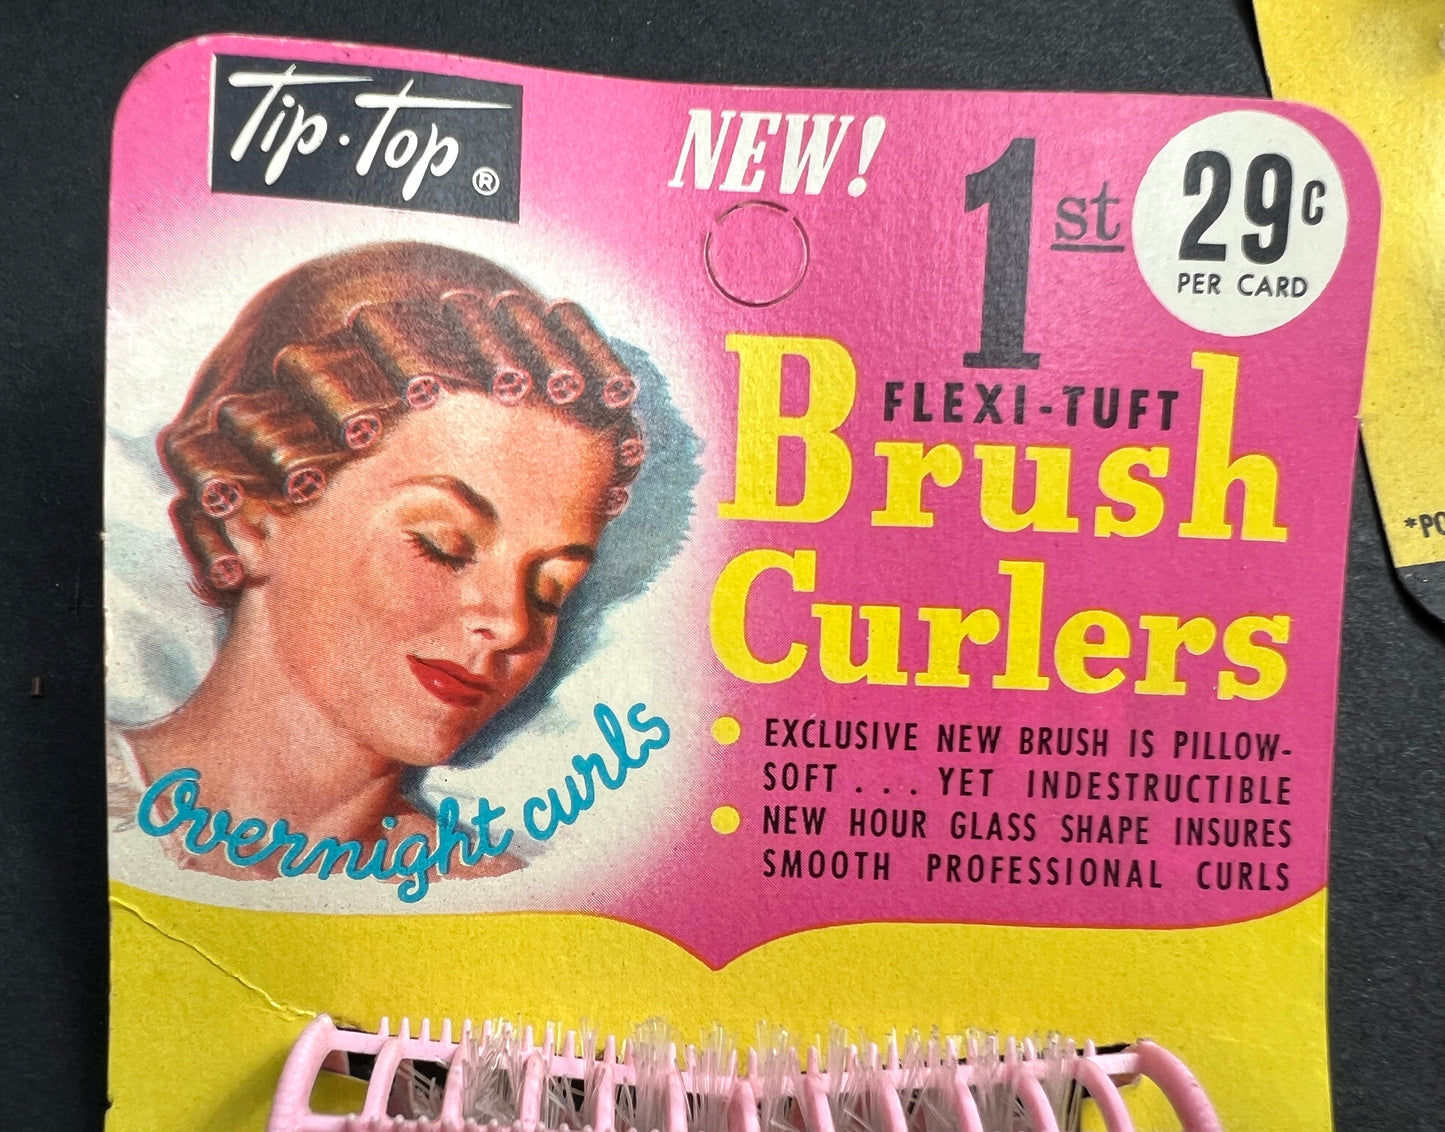 Tip·Top ®
NEW!
1st
29¢
PER CARD
FLEXI-TUFT
Brush
Curlers
Overnight curls
EXCLUSIVE NEW BRUSH IS PILLOW-
SOFT . . . YET INDESTRUCTIBLE
NEW HOUR GLASS SHAPE INSURES
SMOOTH PROFESSIONAL CURLS